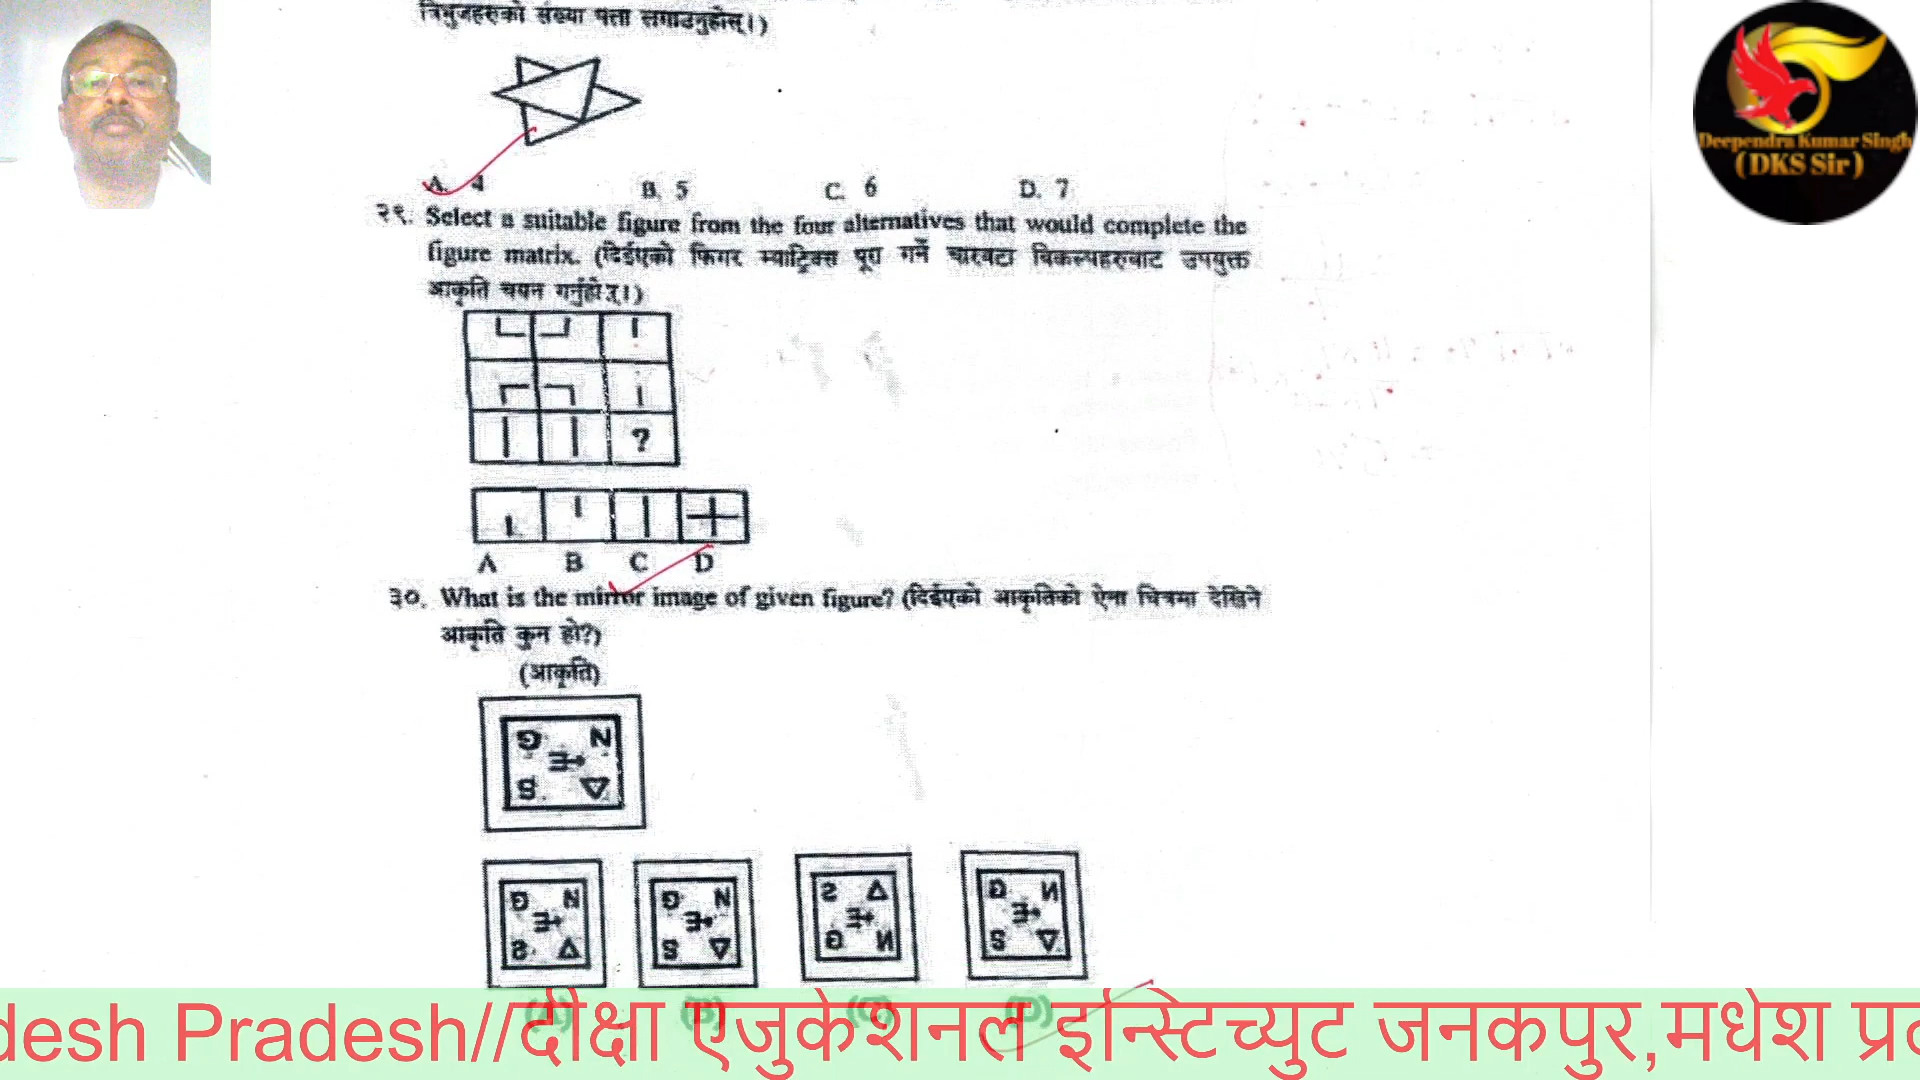 त्रिभुजहरुको संख्या पत्ता लगाउनुहोस्।)
A. 4 B. 5 C. 6 D. 7
२९. Select a suitable figure from the four alternatives that would complete the
figure matrix. (दिईएको फिगर म्याट्रिक्स पूरा गर्ने चारवटा विकल्पहरुबाट उपयुक्त
आकृति चयन गर्नुहोस्।)
?
A B C D
३०. What is the mirror image of given figure? (दिईएको आकृतिको ऐना चित्रमा देखिने
आकृति कुन हो?)
(आकृति)
(A) (B) (C) (D)
Deependra Kumar Singh
(DKS Sir)
desh Pradesh//दीक्षा एजुकेशनल इन्स्टिच्युट जनकपुर,मधेश प्र